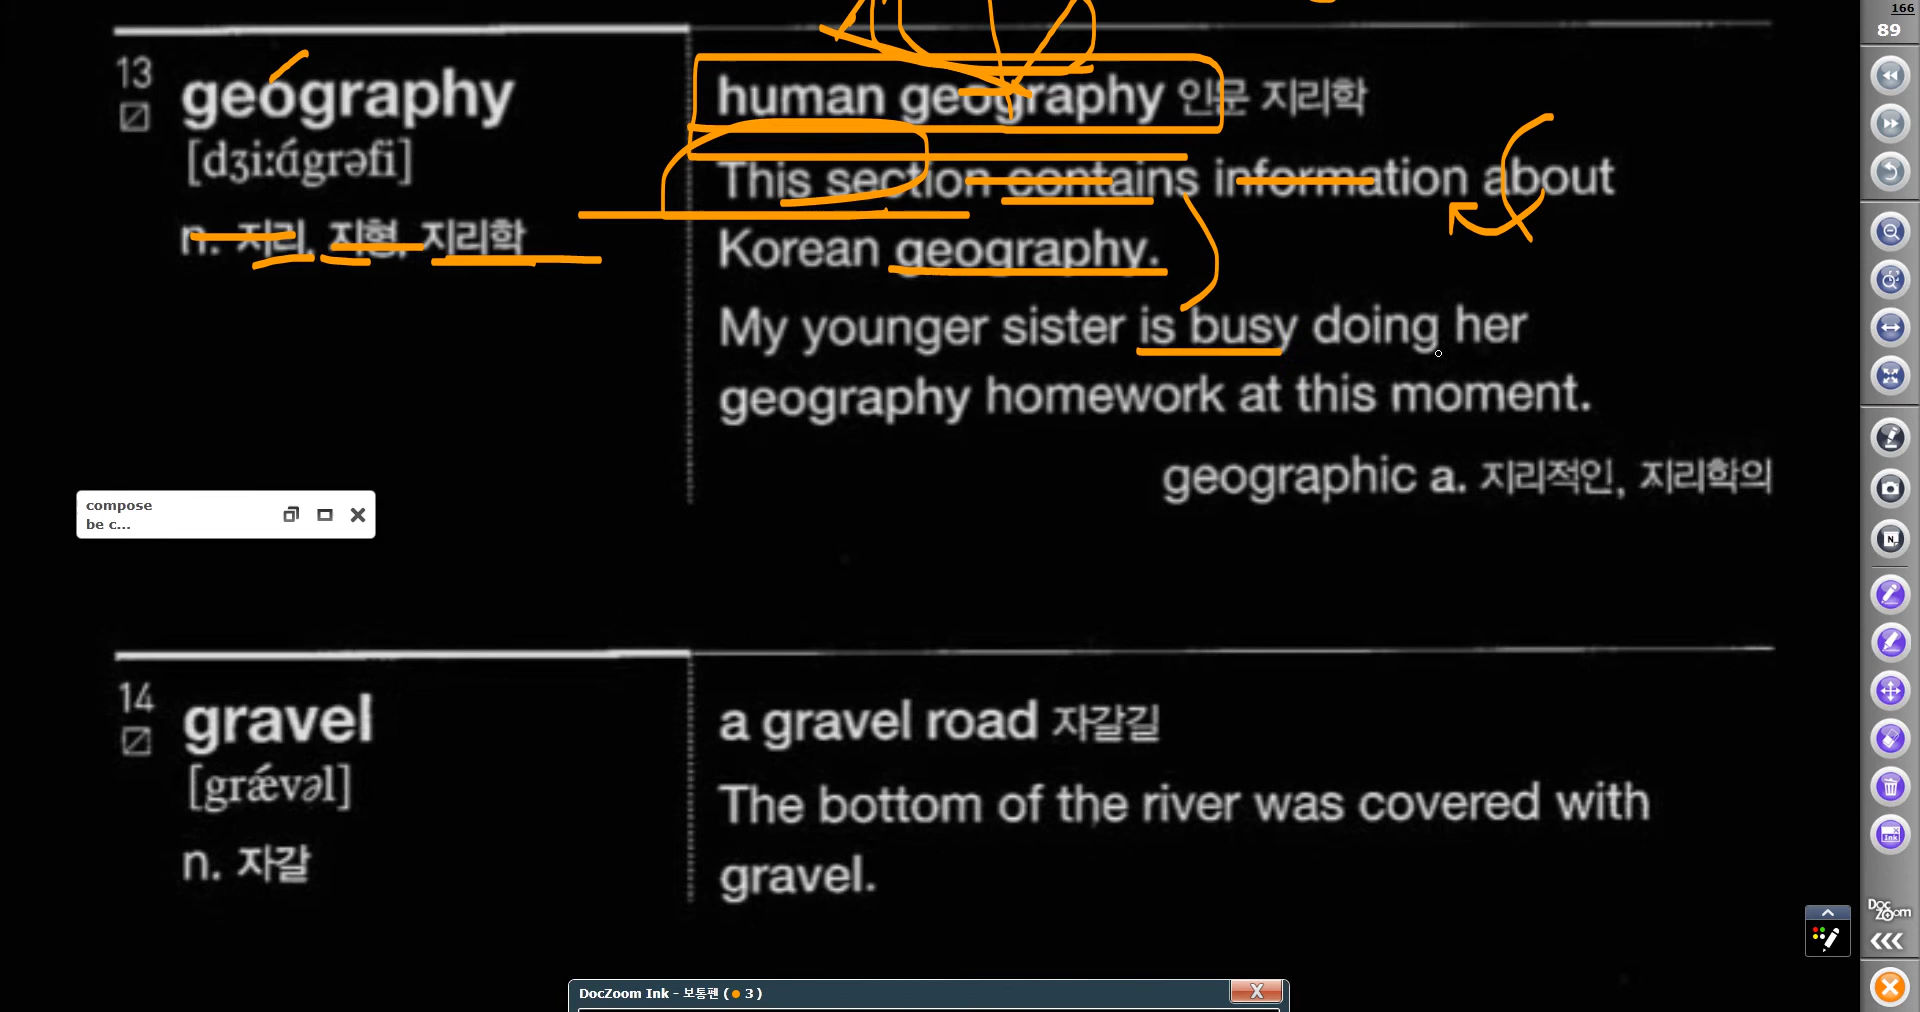 166
89
13
geography
[dʒiːágrəfi]
n. 지리, 지형, 지리학
human geography 인문 지리학
This section contains information about
Korean geography.
My younger sister is busy doing her
geography homework at this moment.
geographic a. 지리적인, 지리학의
compose
be c...
14
gravel
[grǽvəl]
n. 자갈
a gravel road 자갈길
The bottom of the river was covered with
gravel.
N
Ink
Doc
Zoom
DocZoom Ink - 보통펜 ( 3 )